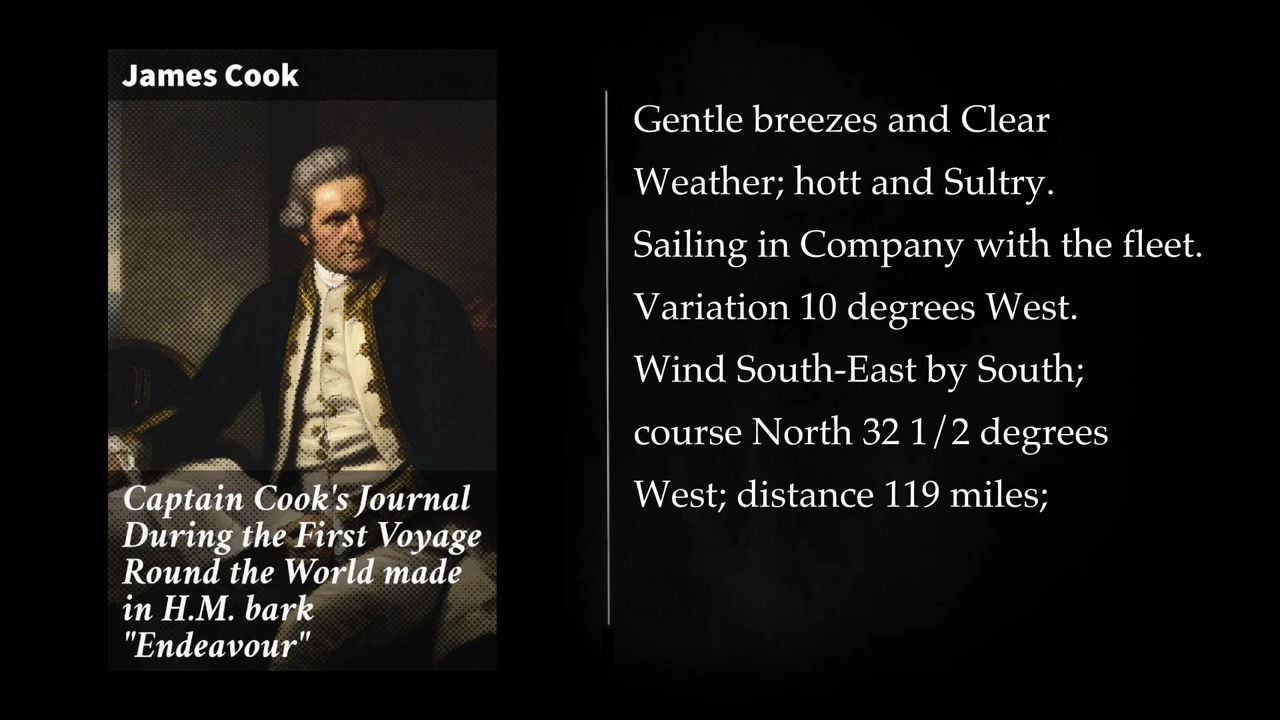 James Cook
Captain Cook's Journal
During the First Voyage
Round the World made
in H.M. bark
"Endeavour"
Gentle breezes and Clear
Weather; hott and Sultry.
Sailing in Company with the fleet.
Variation 10 degrees West.
Wind South-East by South;
course North 32 1/2 degrees
West; distance 119 miles;